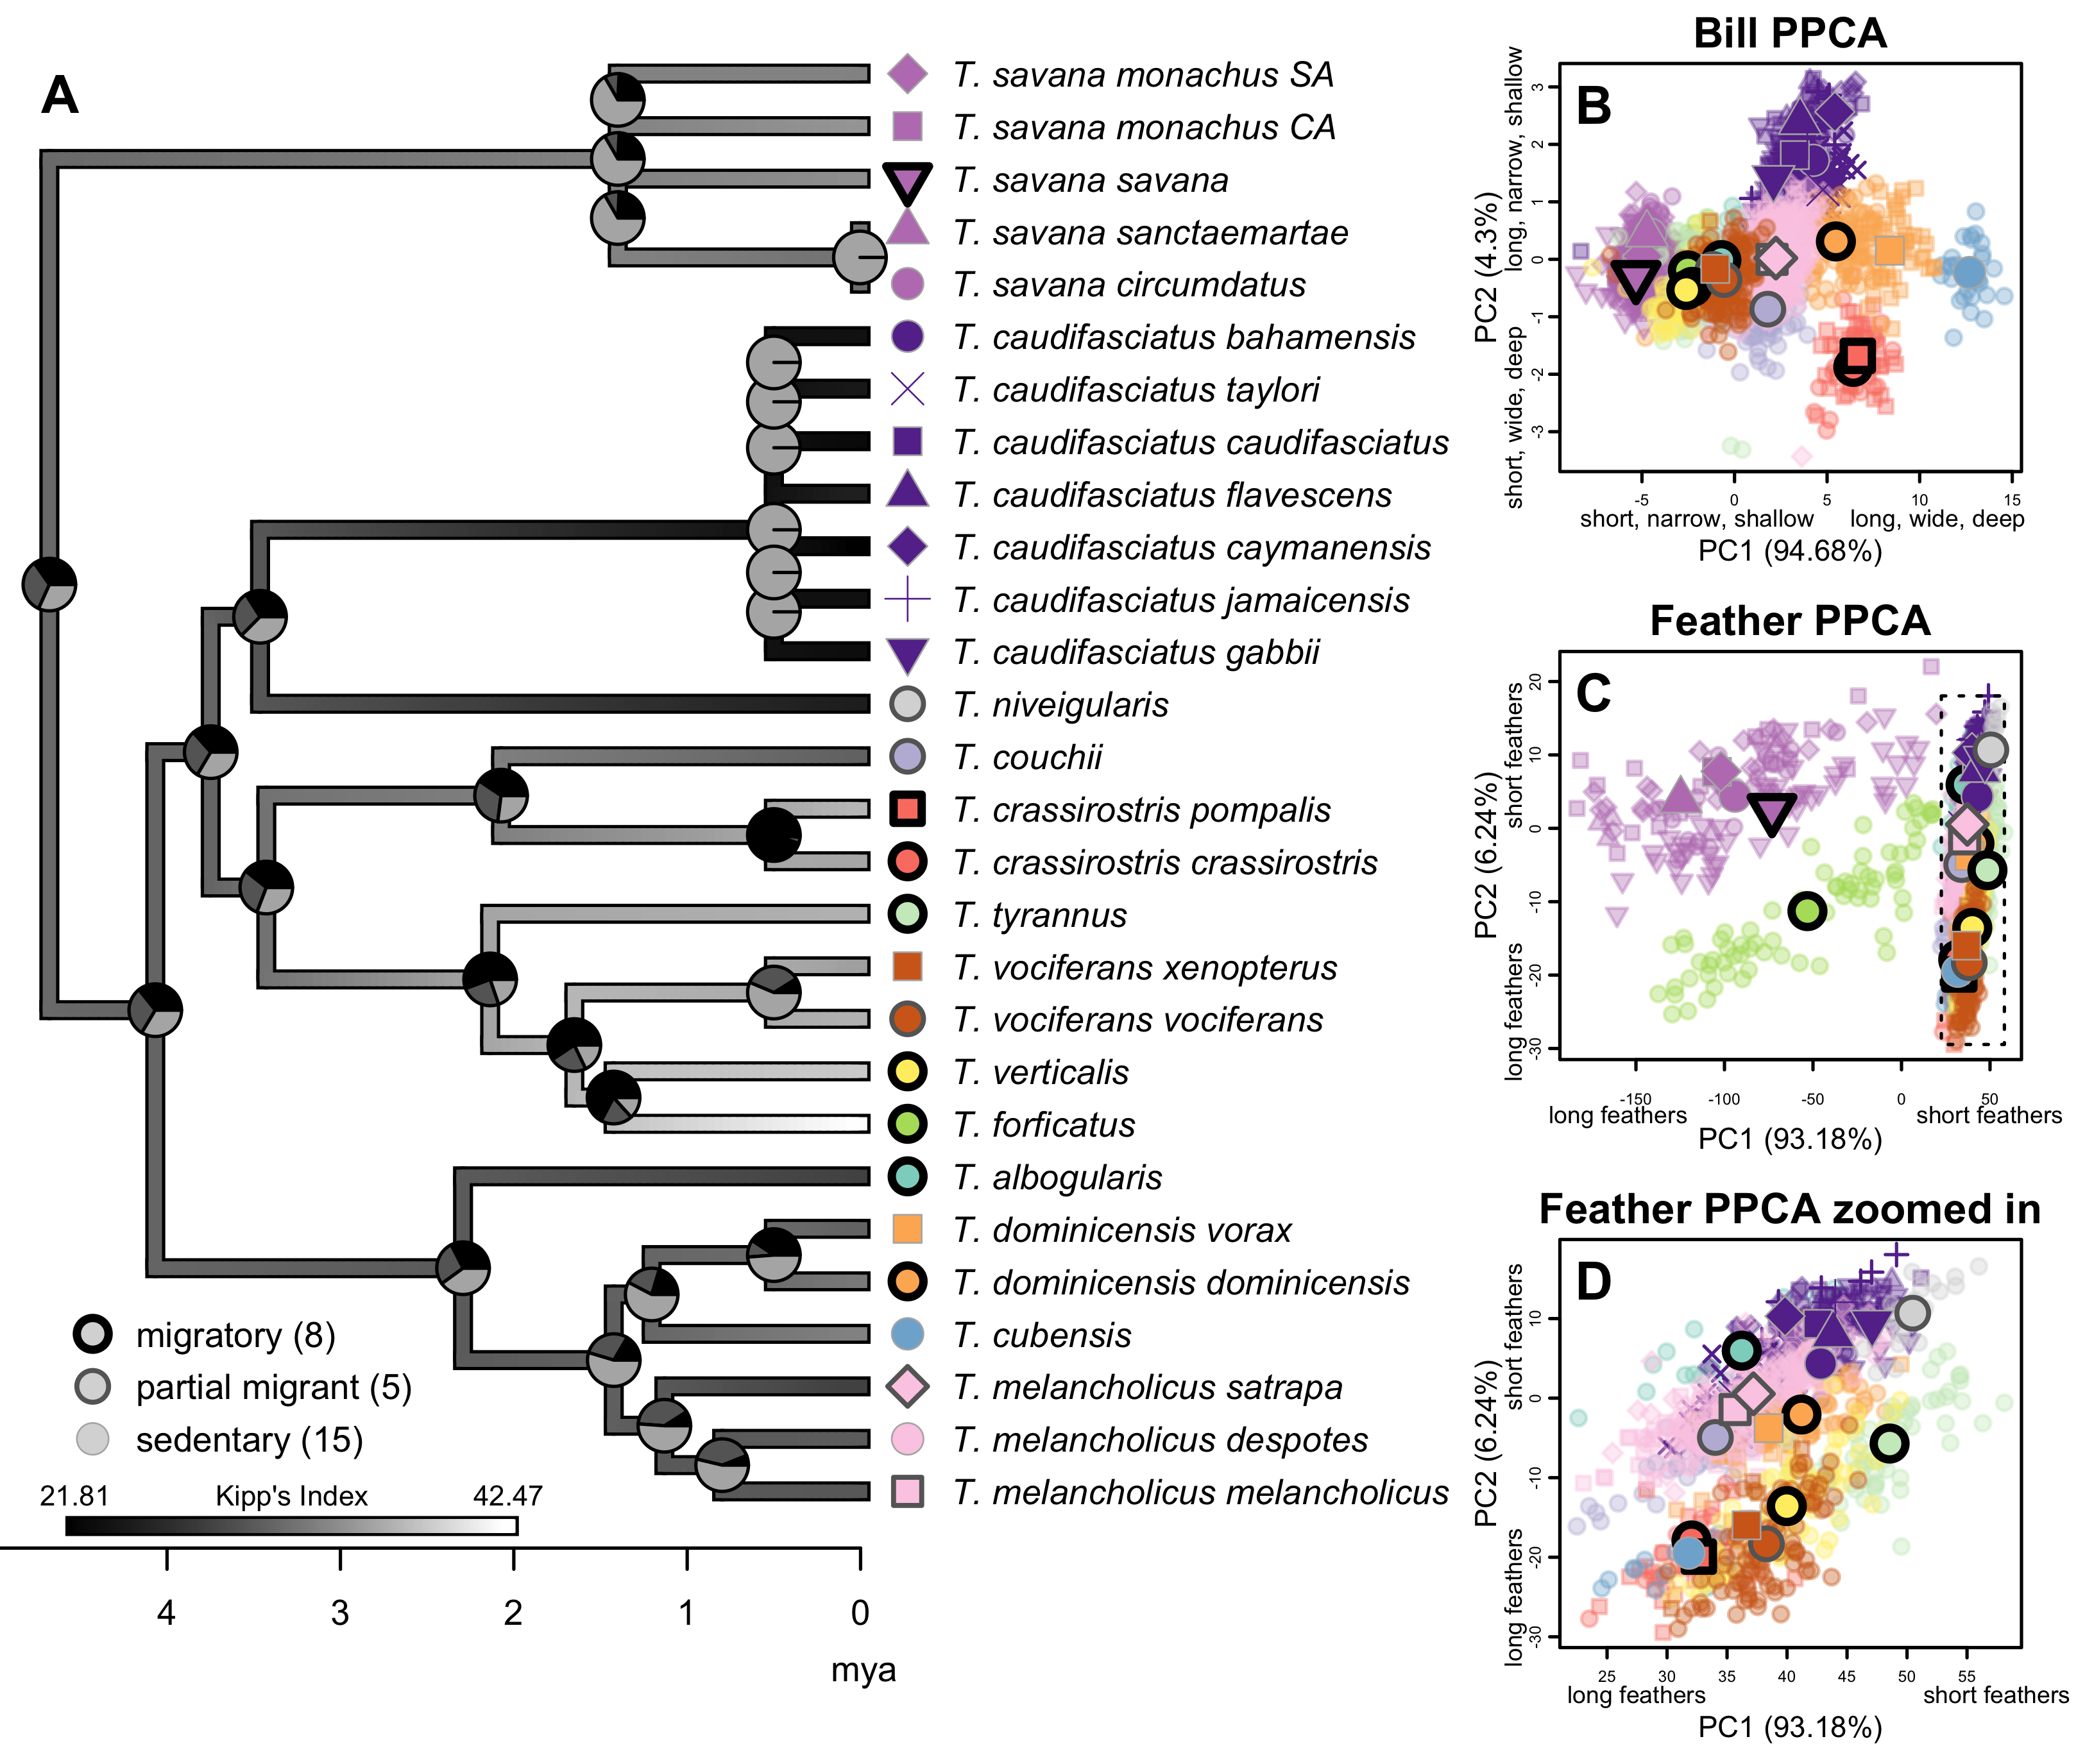 A
T. savana monachus SA
T. savana monachus CA
T. savana savana
T. savana sanctaemartae
T. savana circumdatus
T. caudifasciatus bahamensis
T. caudifasciatus taylori
T. caudifasciatus caudifasciatus
T. caudifasciatus flavescens
T. caudifasciatus caymanensis
T. caudifasciatus jamaicensis
T. caudifasciatus gabbii
T. niveigularis
T. couchii
T. crassirostris pompalis
T. crassirostris crassirostris
T. tyrannus
T. vociferans xenopterus
T. vociferans vociferans
T. verticalis
T. forficatus
T. albogularis
T. dominicensis vorax
T. dominicensis dominicensis
T. cubensis
T. melancholicus satrapa
T. melancholicus despotes
T. melancholicus melancholicus
migratory (8)
partial migrant (5)
sedentary (15)
21.81 Kipp's Index 42.47
4 3 2 1 0
mya
Bill PPCA
B
PC2 (4.3%)
short, wide, deep long, narrow, shallow
3
2
1
0
-1
-2
-3
-5 0 5 10 15
short, narrow, shallow long, wide, deep
PC1 (94.68%)
Feather PPCA
C
PC2 (6.24%)
long feathers short feathers
20
10
0
-10
-20
-30
-150 -100 -50 0 50
long feathers short feathers
PC1 (93.18%)
Feather PPCA zoomed in
D
PC2 (6.24%)
long feathers short feathers
10
0
-10
-20
-30
25 30 35 40 45 50 55
long feathers short feathers
PC1 (93.18%)